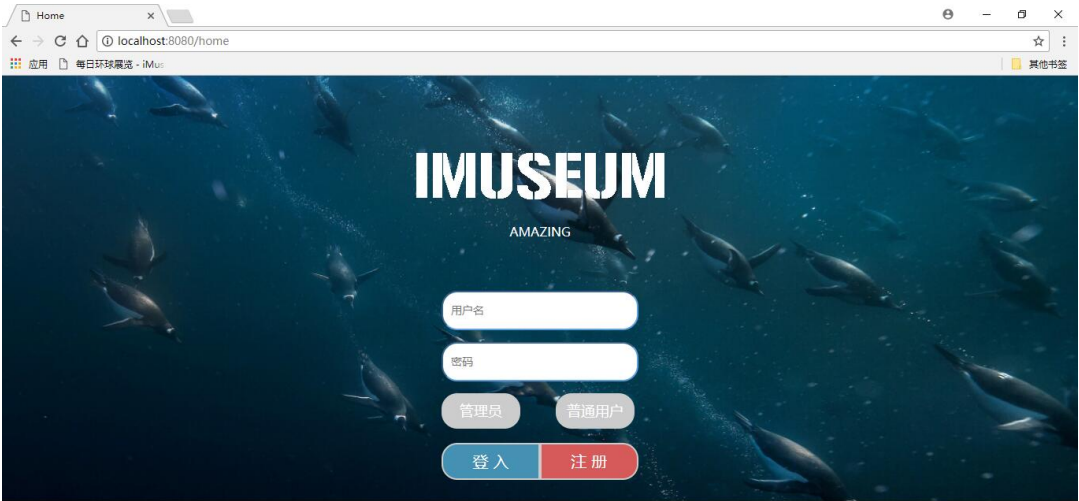 Home
localhost:8080/home
应用 每日环球展览 - iMus
其他书签
IMUSEUM
AMAZING
用户名
密码
管理员 普通用户
登入 注册